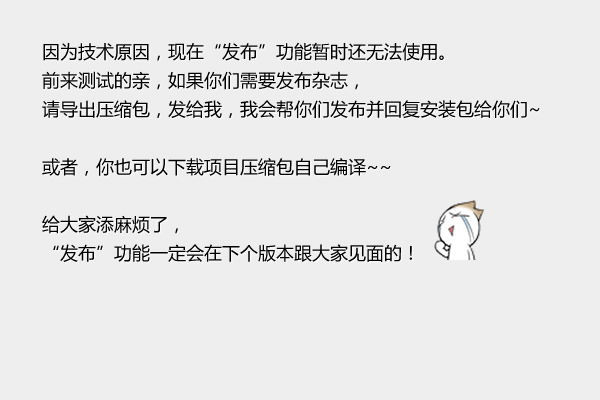 因为技术原因，现在“发布”功能暂时还无法使用。
前来测试的亲，如果你们需要发布杂志，
请导出压缩包，发给我，我会帮你们发布并回复安装包给你们~
或者，你也可以下载项目压缩包自己编译~~
给大家添麻烦了，
“发布”功能一定会在下个版本跟大家见面的！